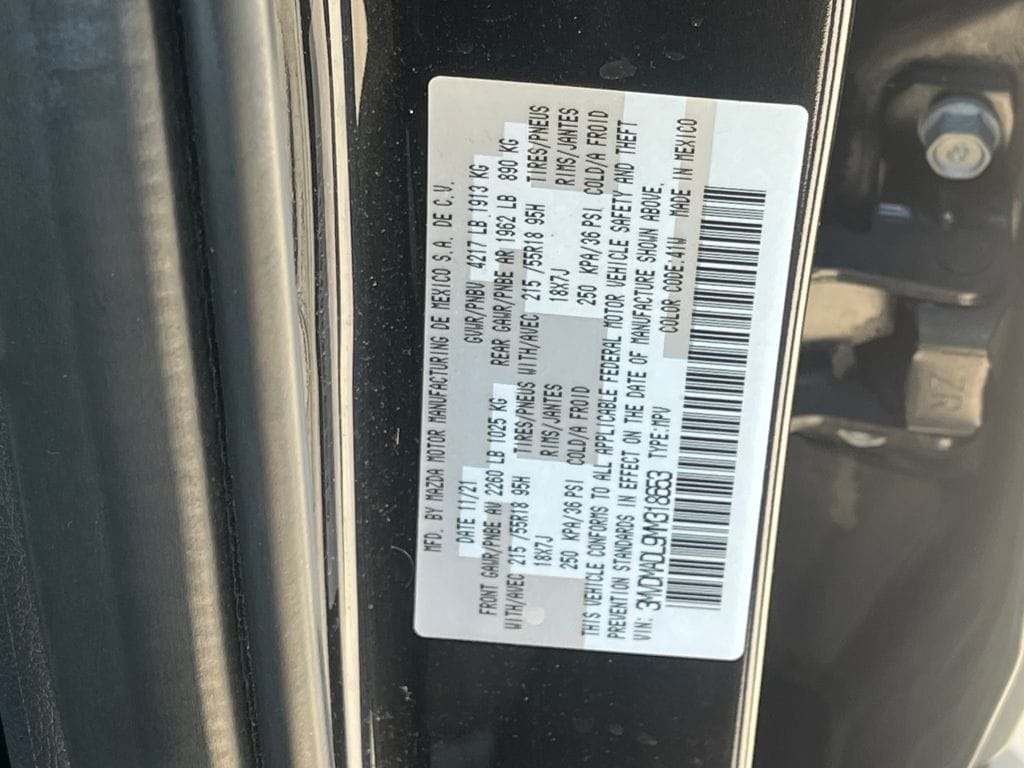 MFD. BY MAZDA MOTOR MANUFACTURING DE MEXICO S.A. DE C.V.
DATE 11/21 GVWR/PNBV 4217 LB 1913 KG
FRONT GAWR/PNBE AV 2260 LB 1025 KG REAR GAWR/PNBE AR 1962 LB 890 KG
WITH/AVEC 215 /55R18 95H TIRES/PNEUS WITH/AVEC 215 /55R18 95H TIRES/PNEUS
18X7J RIMS/JANTES 18X7J RIMS/JANTES
250 KPA/36 PSI COLD/A FROID 250 KPA/36 PSI COLD/A FROID
THIS VEHICLE CONFORMS TO ALL APPLICABLE FEDERAL MOTOR VEHICLE SAFETY AND THEFT
PREVENTION STANDARDS IN EFFECT ON THE DATE OF MANUFACTURE SHOWN ABOVE.
VIN: TYPE:MPV COLOR CODE:41W MADE IN MEXICO